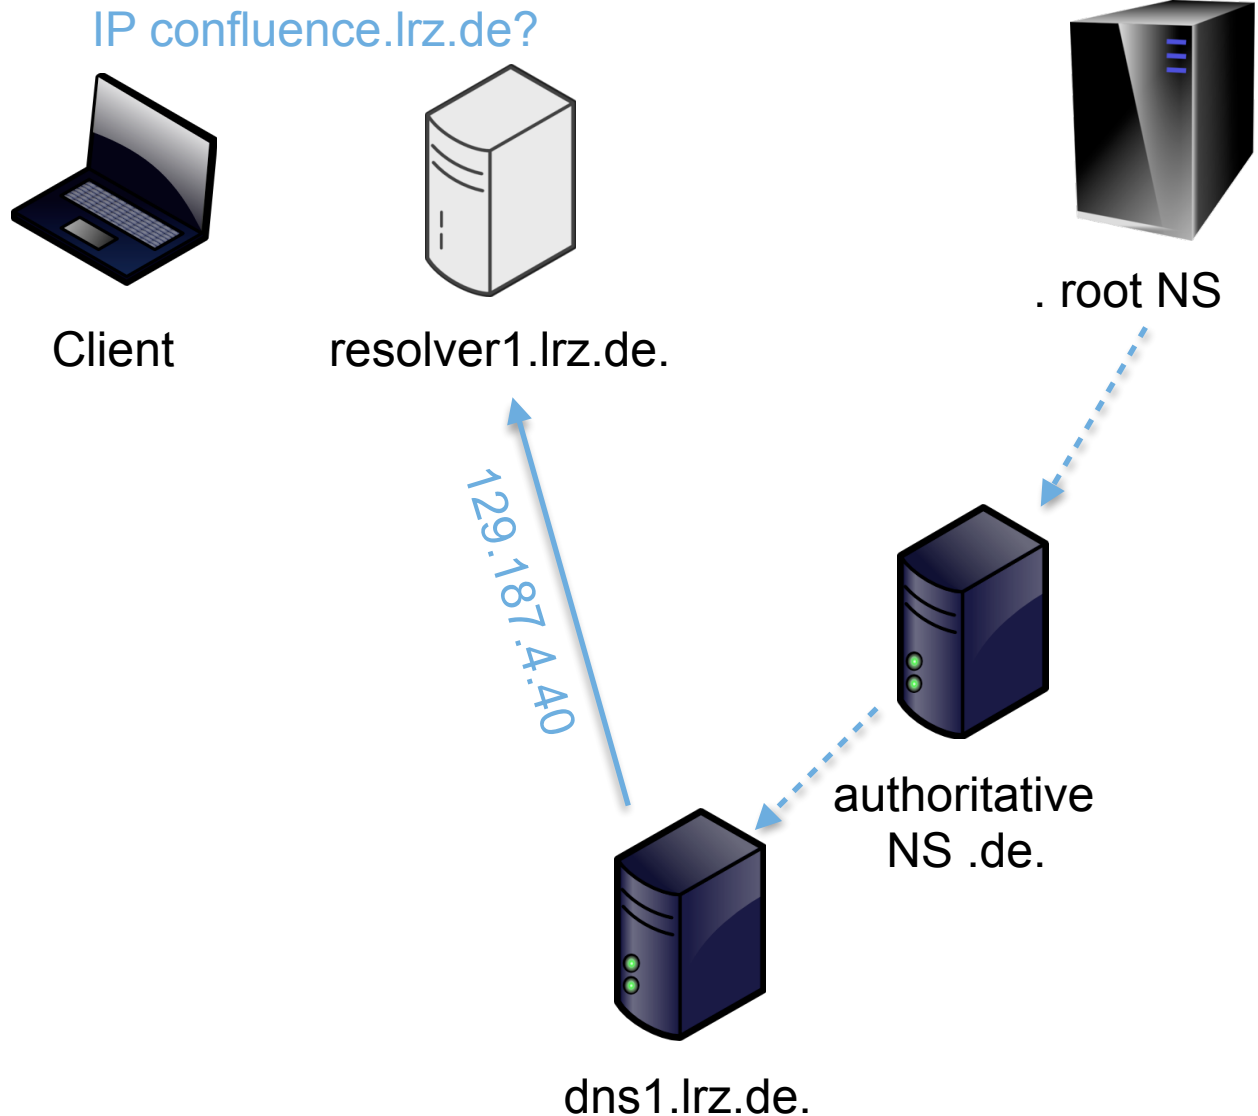 IP confluence.lrz.de?
Client
resolver1.lrz.de.
. root NS
129.187.4.40
authoritative
NS .de.
dns1.lrz.de.